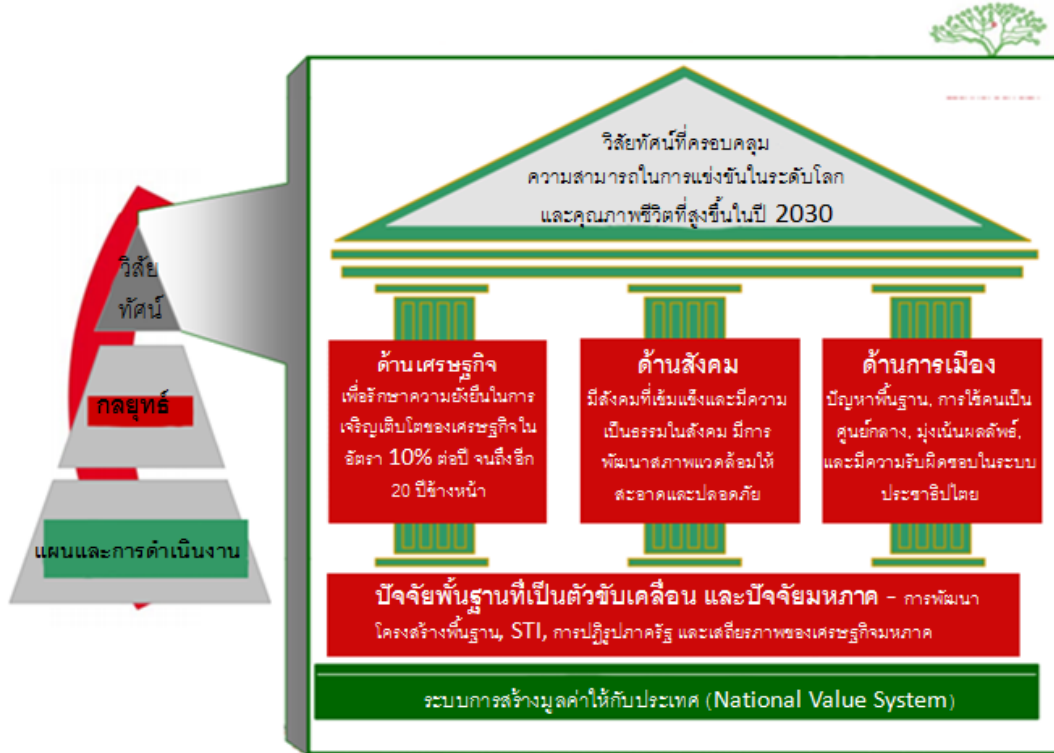 วิสัยทัศน์ที่ครอบคลุม
ความสามารถในการแข่งขันในระดับโลก
และคุณภาพชีวิตที่สูงขึ้นในปี 2030
วิสัย
ทัศน์
กลยุทธ์
แผนและการดำเนินงาน
ด้านเศรษฐกิจ
เพื่อรักษาความยั่งยืนในการ
เจริญเติบโตของเศรษฐกิจใน
อัตรา 10% ต่อปี จนถึงอีก
20 ปีข้างหน้า
ด้านสังคม
มีสังคมที่เข้มแข็งและมีความ
เป็นธรรมในสังคม มีการ
พัฒนาสภาพแวดล้อมให้
สะอาดและปลอดภัย
ด้านการเมือง
ปัญหาพื้นฐาน, การใช้คนเป็น
ศูนย์กลาง, มุ่งเน้นผลลัพธ์,
และมีความรับผิดชอบในระบบ
ประชาธิปไตย
ปัจจัยพื้นฐานที่เป็นตัวขับเคลื่อน และปัจจัยมหภาค – การพัฒนา
โครงสร้างพื้นฐาน, STI, การปฏิรูปภาครัฐ และเสถียรภาพของเศรษฐกิจมหภาค
ระบบการสร้างมูลค่าให้กับประเทศ (National Value System)